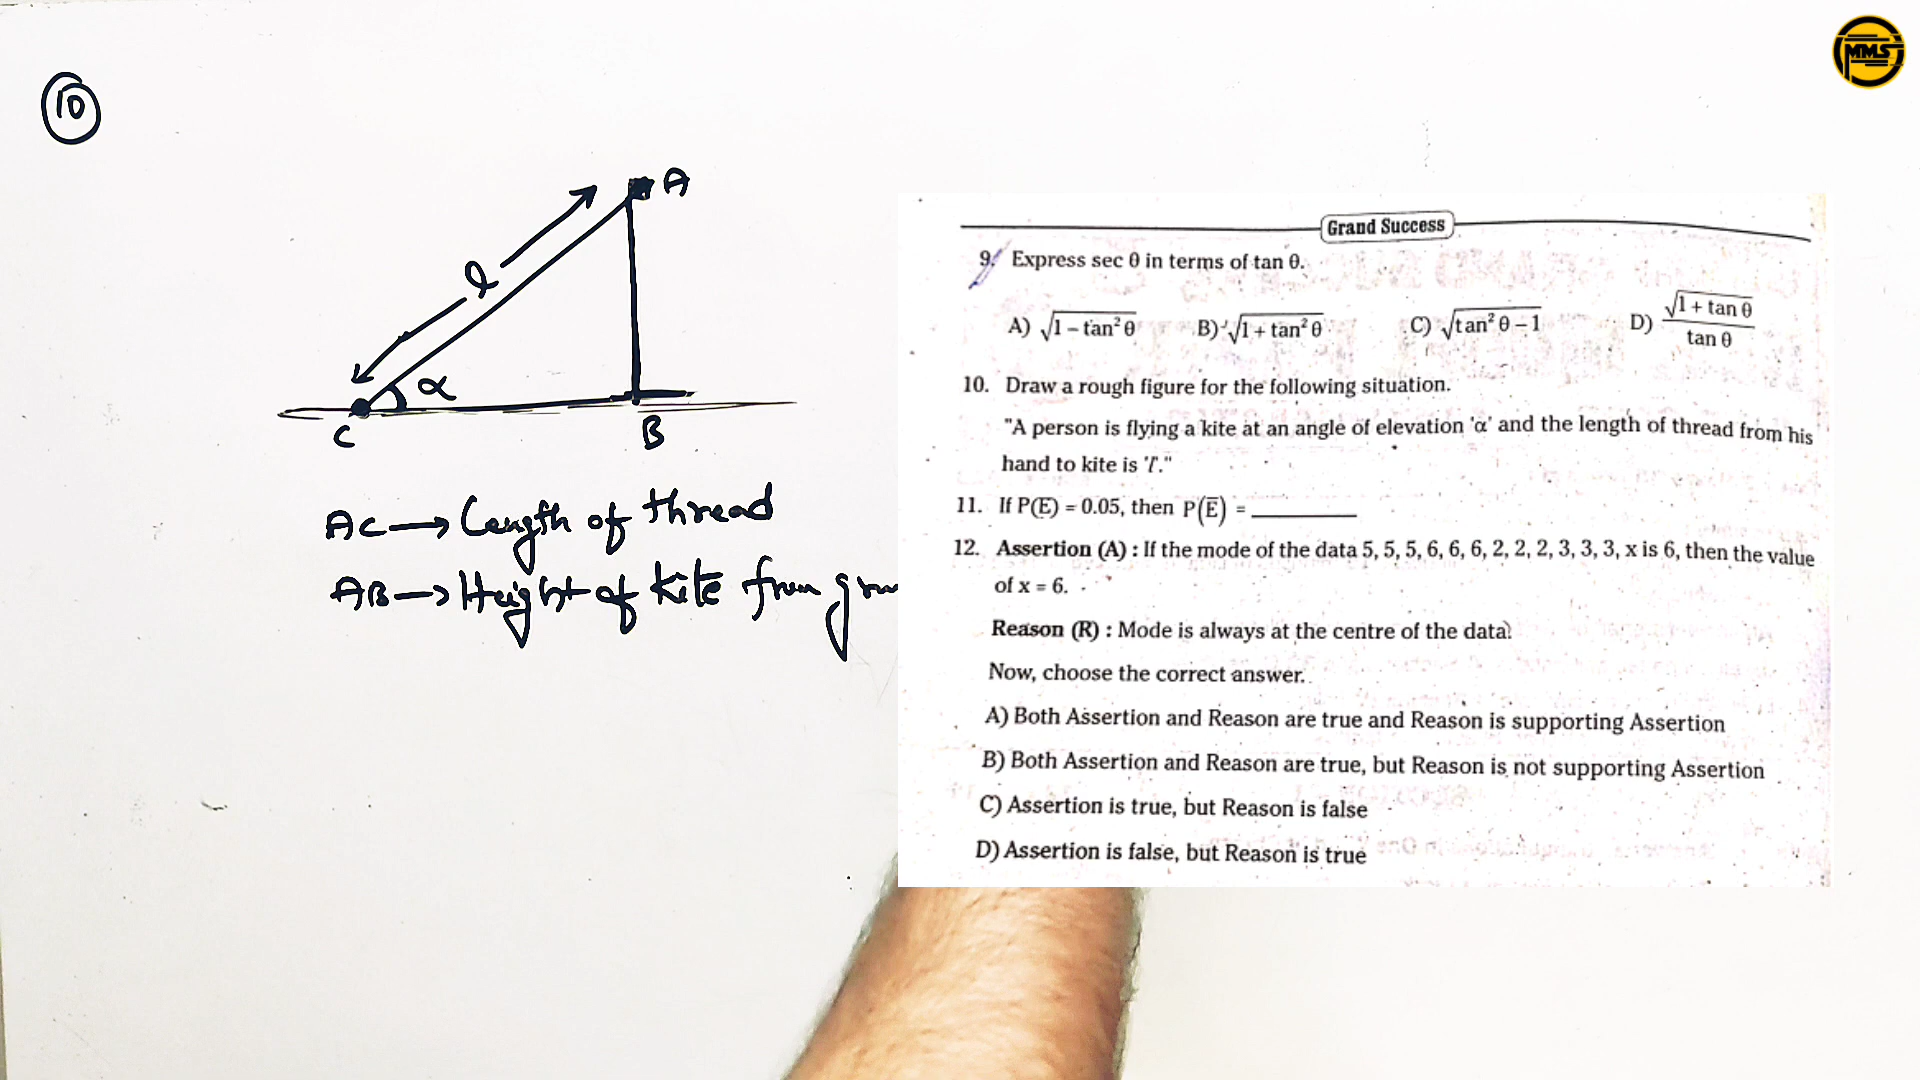 MMS
10
A
l
α
C
B
AC → Length of thread
AB → Height of kite from
Grand Success
9. Express sec θ in terms of tan θ.
A) √1 – tan² θ B) √1 + tan² θ C) √tan² θ – 1 D) √1 + tan θ / tan θ
10. Draw a rough figure for the following situation.
"A person is flying a kite at an angle of elevation 'α' and the length of thread from his
hand to kite is 'l'."
11. If P(E) = 0.05, then P(E̅) = ________
12. Assertion (A) : If the mode of the data 5, 5, 5, 6, 6, 6, 2, 2, 2, 3, 3, 3, x is 6, then the value
of x = 6.
Reason (R) : Mode is always at the centre of the data.
Now, choose the correct answer.
A) Both Assertion and Reason are true and Reason is supporting Assertion
B) Both Assertion and Reason are true, but Reason is not supporting Assertion
C) Assertion is true, but Reason is false
D) Assertion is false, but Reason is true